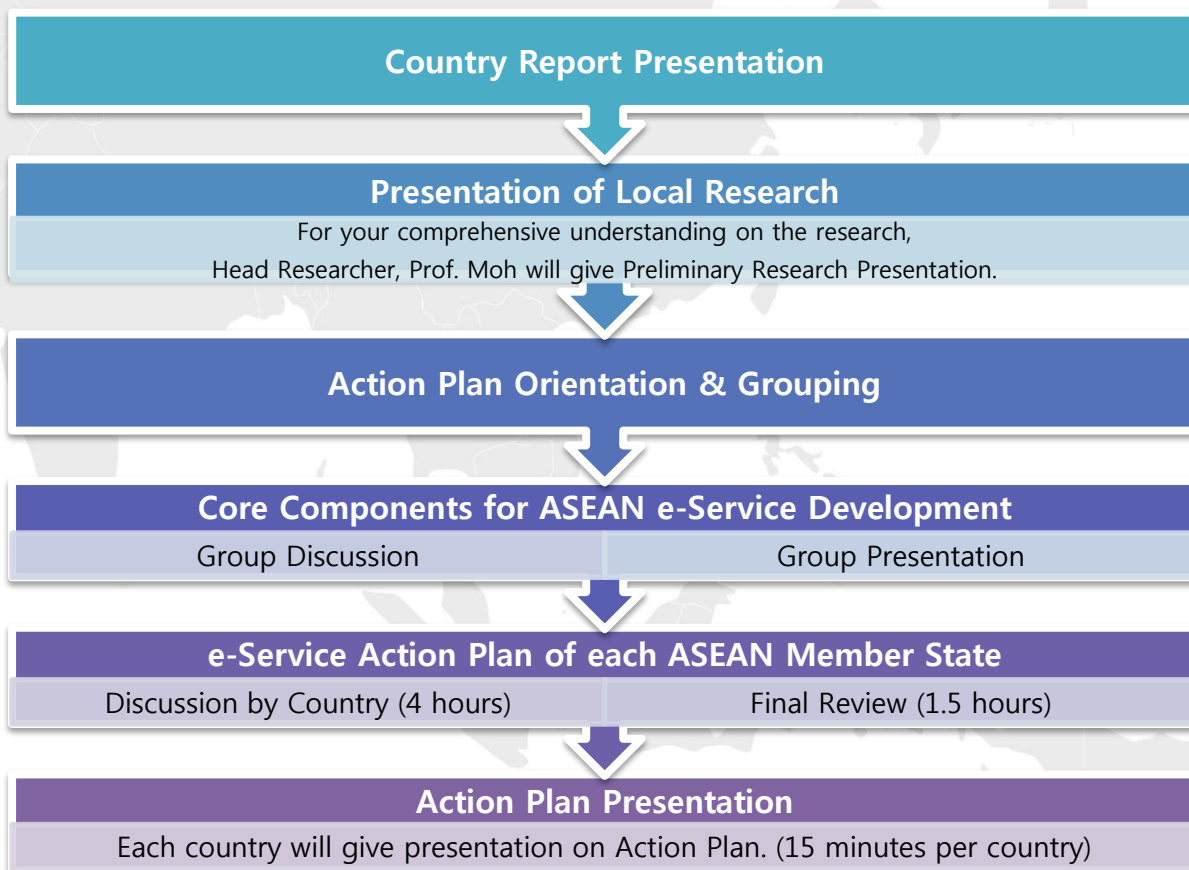 Country Report Presentation
Presentation of Local Research
For your comprehensive understanding on the research,
Head Researcher, Prof. Moh will give Preliminary Research Presentation.
Action Plan Orientation & Grouping
Core Components for ASEAN e-Service Development
Group Discussion
Group Presentation
e-Service Action Plan of each ASEAN Member State
Discussion by Country (4 hours)
Final Review (1.5 hours)
Action Plan Presentation
Each country will give presentation on Action Plan. (15 minutes per country)